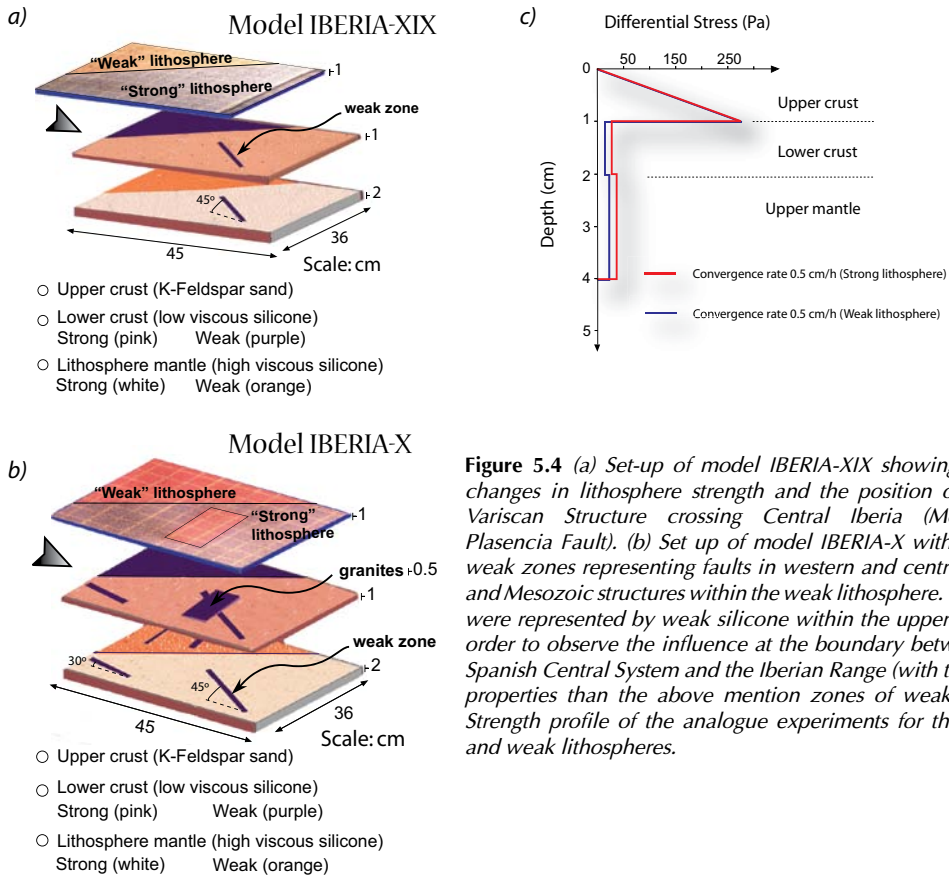 a)
Model IBERIA-XIX
"Weak" lithosphere
"Strong" lithosphere
1
weak zone
1
2
45º
36
45
Scale: cm
Upper crust (K-Feldspar sand)
Lower crust (low viscous silicone)
Strong (pink) Weak (purple)
Lithosphere mantle (high viscous silicone)
Strong (white) Weak (orange)
b)
Model IBERIA-X
"Weak" lithosphere
"Strong" lithosphere
1
granites
0.5
1
weak zone
2
30º
45º
36
45
Scale: cm
Upper crust (K-Feldspar sand)
Lower crust (low viscous silicone)
Strong (pink) Weak (purple)
Lithosphere mantle (high viscous silicone)
Strong (white) Weak (orange)
c)
Differential Stress (Pa)
50 150 250
0
1
2
3
4
5
Depth (cm)
Upper crust
Lower crust
Upper mantle
Convergence rate 0.5 cm/h (Strong lithosphere)
Convergence rate 0.5 cm/h (Weak lithosphere)
Figure 5.4 (a) Set-up of model IBERIA-XIX showing
changes in lithosphere strength and the position o
Variscan Structure crossing Central Iberia (Me
Plasencia Fault). (b) Set up of model IBERIA-X with
weak zones representing faults in western and centr
and Mesozoic structures within the weak lithosphere.
were represented by weak silicone within the upper
order to observe the influence at the boundary betw
Spanish Central System and the Iberian Range (with t
properties than the above mention zones of weak
Strength profile of the analogue experiments for th
and weak lithospheres.